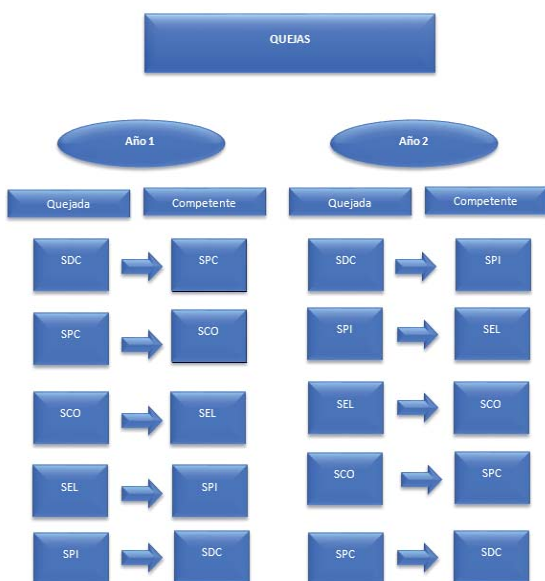 QUEJAS
Año 1
Año 2
Quejada
Competente
Quejada
Competente
SDC
SPC
SDC
SPI
SPC
SCO
SPI
SEL
SCO
SEL
SEL
SCO
SEL
SPI
SCO
SPC
SPI
SDC
SPC
SDC